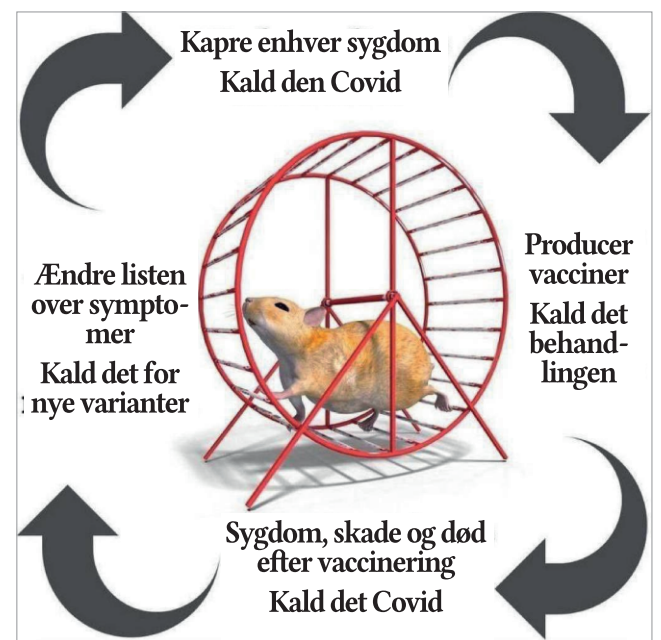 Kapre enhver sygdom
Kald den Covid
Producer
vacciner
Kald det
behand-
lingen
Sygdom, skade og død
efter vaccinering
Kald det Covid
Ændre listen
over sympto-
mer
Kald det for
nye varianter